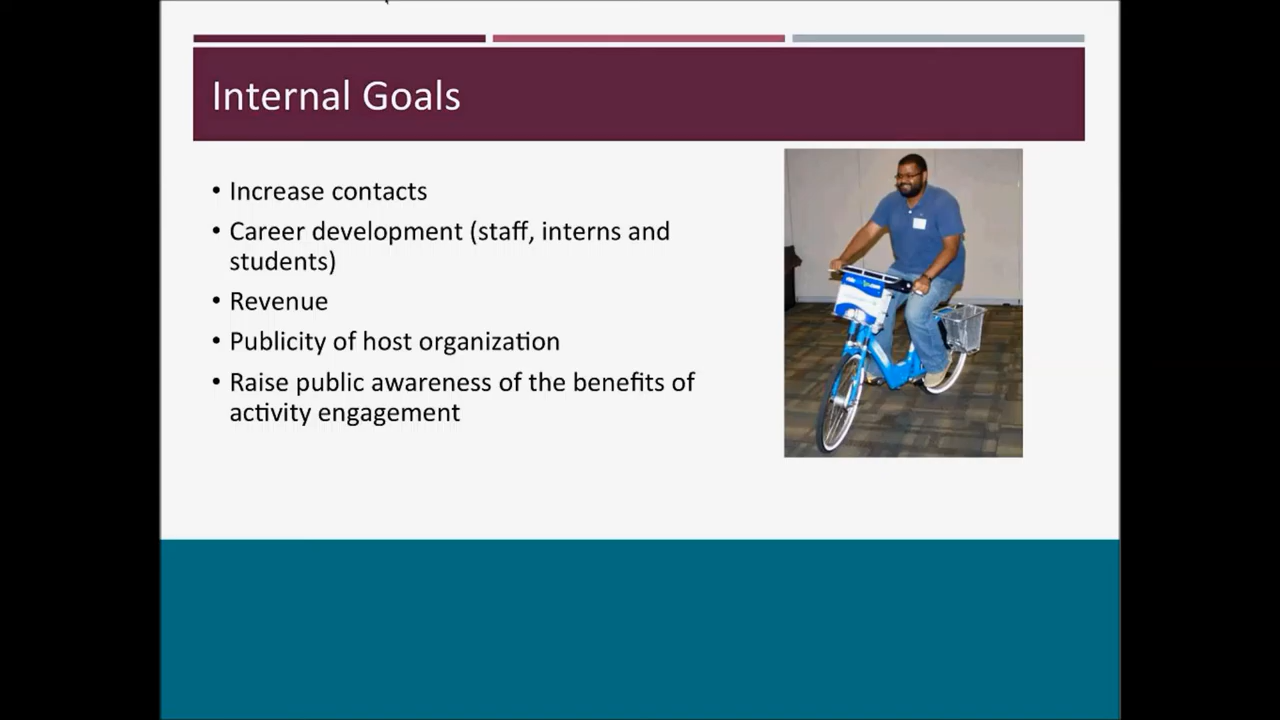 Internal Goals
• Increase contacts
• Career development (staff, interns and
students)
• Revenue
• Publicity of host organization
• Raise public awareness of the benefits of
activity engagement